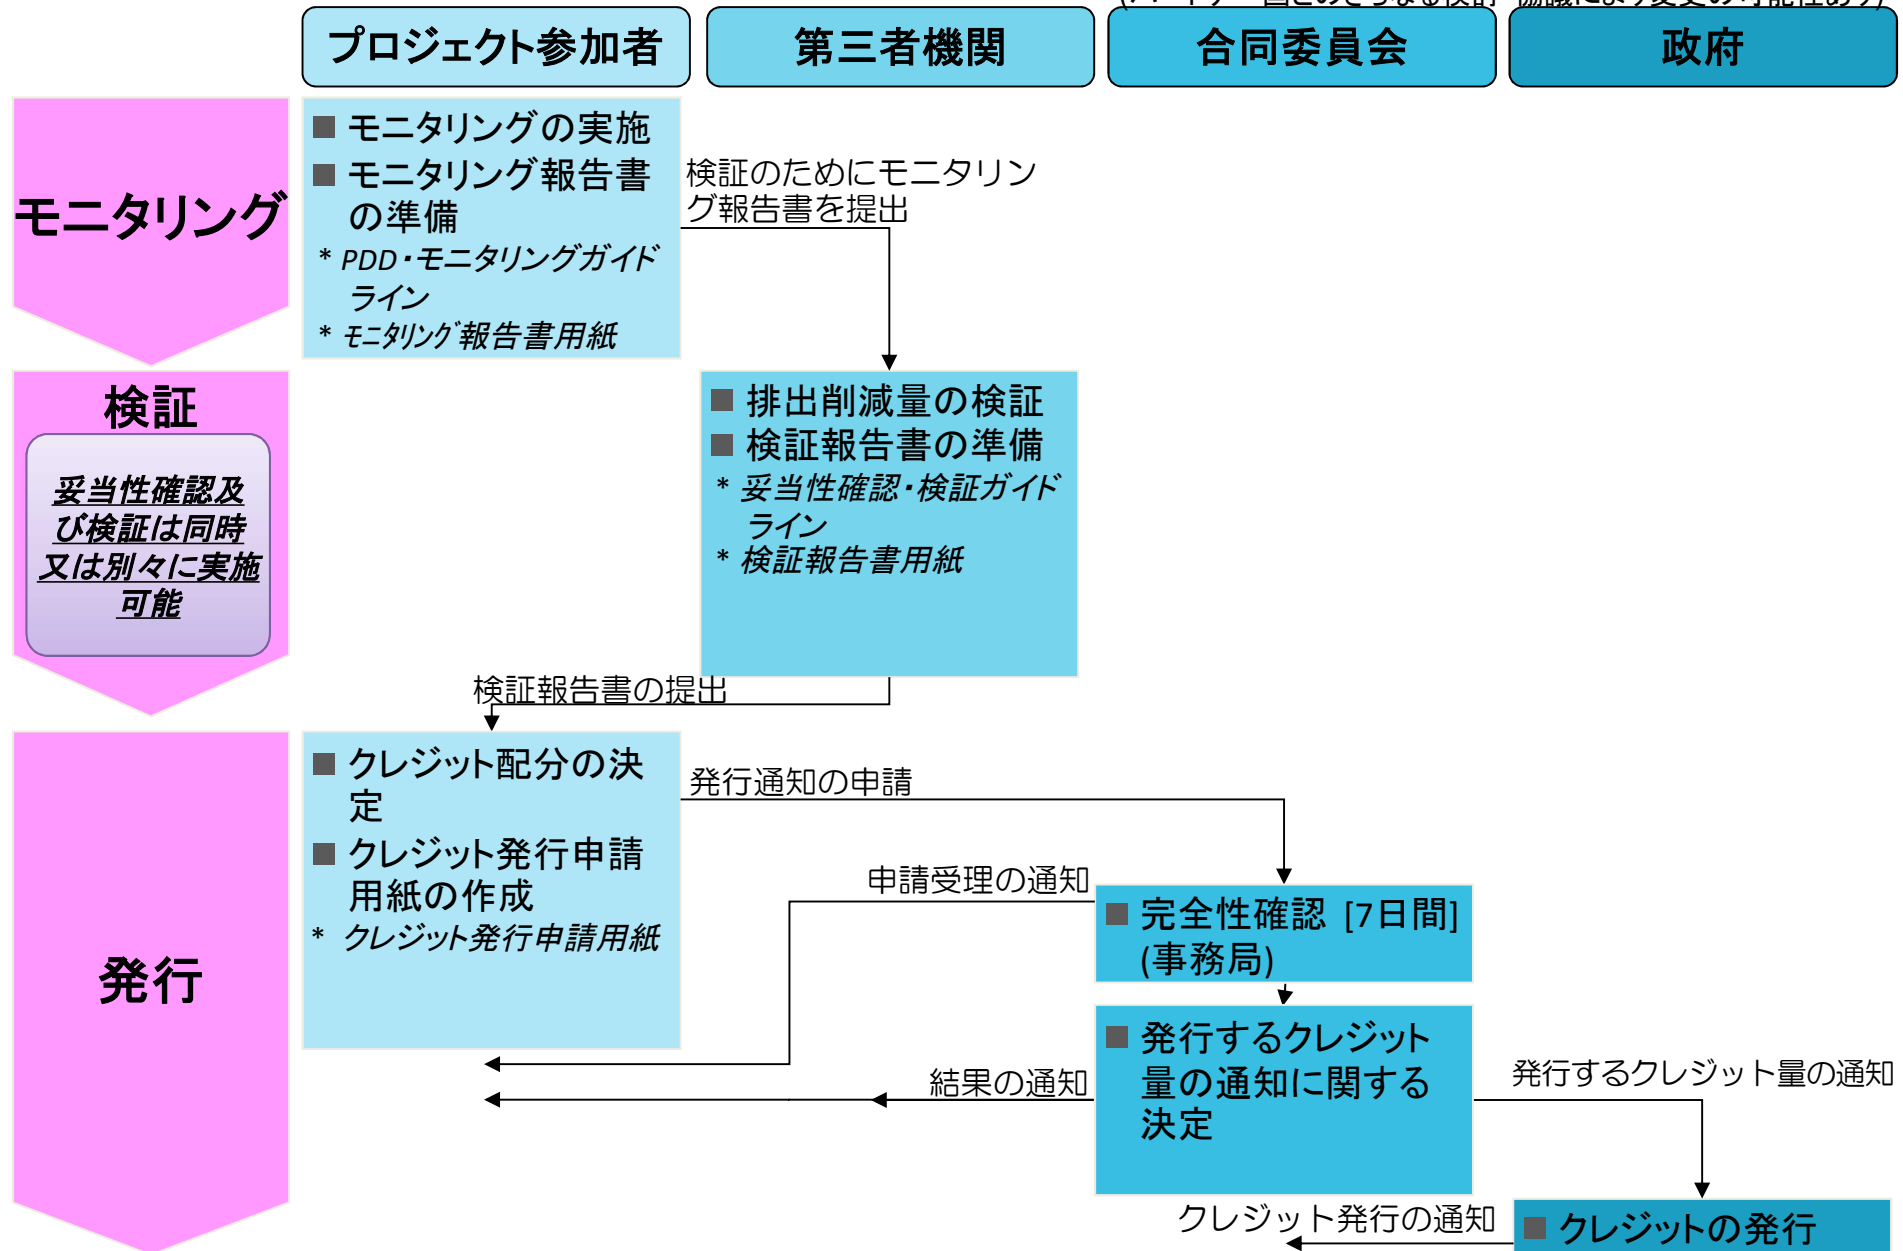 プロジェクト参加者
第三者機関
合同委員会
政府
モニタリング
■ モニタリングの実施
■ モニタリング報告書
の準備
* PDD・モニタリングガイド
ライン
* ﾓﾆﾀﾘﾝｸﾞ報告書用紙
検証のためにモニタリン
グ報告書を提出
検証
妥当性確認及
び検証は同時
又は別々に実施
可能
■ 排出削減量の検証
■ 検証報告書の準備
* 妥当性確認・検証ガイド
ライン
* 検証報告書用紙
検証報告書の提出
発行
■ クレジット配分の決
定
■ クレジット発行申請
用紙の作成
* クレジット発行申請用紙
発行通知の申請
申請受理の通知
■ 完全性確認 [7日間]
(事務局)
■ 発行するクレジット
量の通知に関する
決定
結果の通知
発行するクレジット量の通知
クレジット発行の通知
■ クレジットの発行